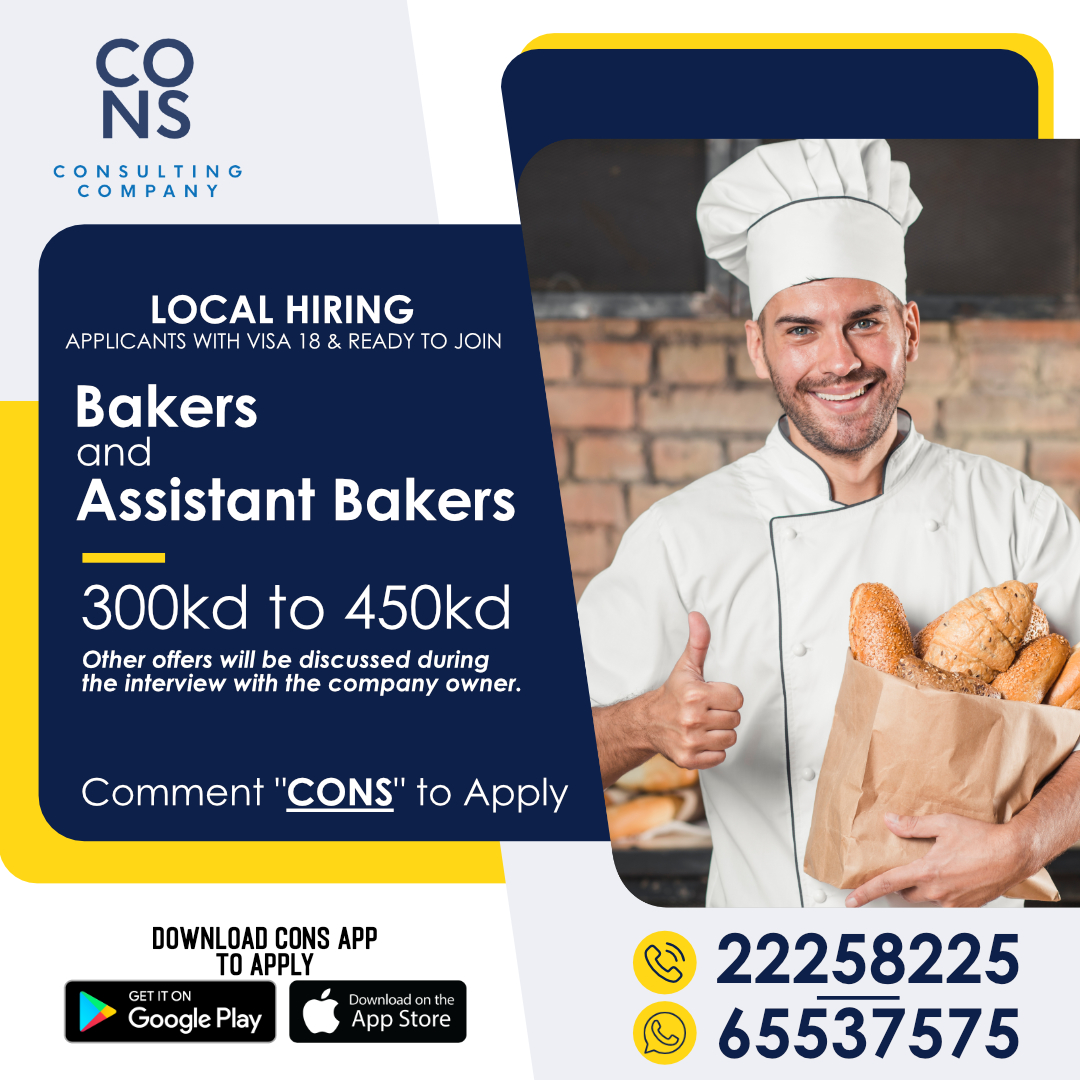 CO
NS
CONSULTING
COMPANY
LOCAL HIRING
APPLICANTS WITH VISA 18 & READY TO JOIN
Bakers
and
Assistant Bakers
300kd to 450kd
Other offers will be discussed during
the interview with the company owner.
Comment "CONS" to Apply
DOWNLOAD CONS APP
TO APPLY
GET IT ON
Google Play
Download on the
App Store
22258225
65537575